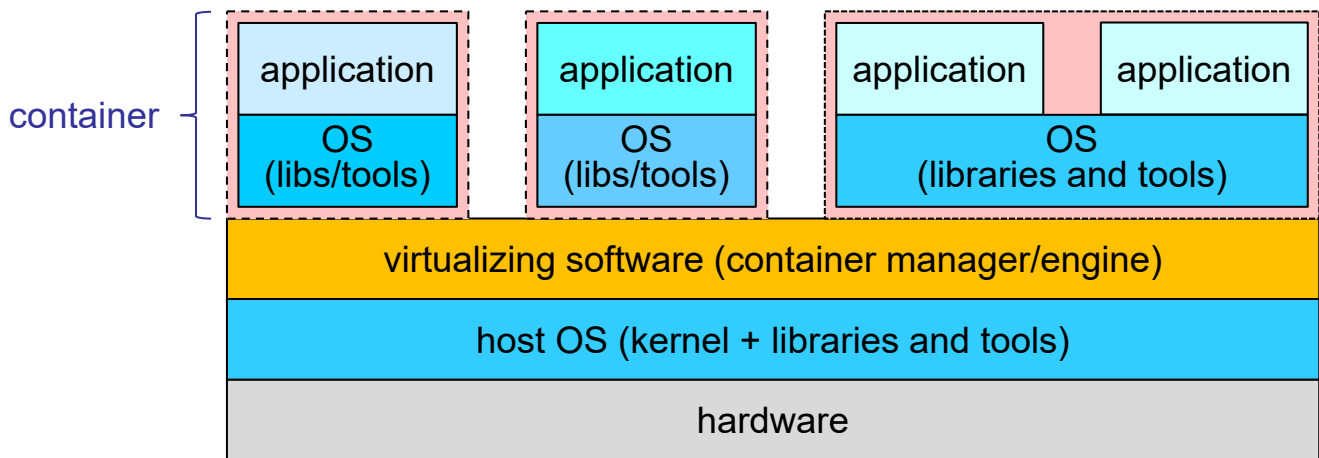 application
application
application
application
container
OS
(libs/tools)
OS
(libs/tools)
OS
(libraries and tools)
virtualizing software (container manager/engine)
host OS (kernel + libraries and tools)
hardware